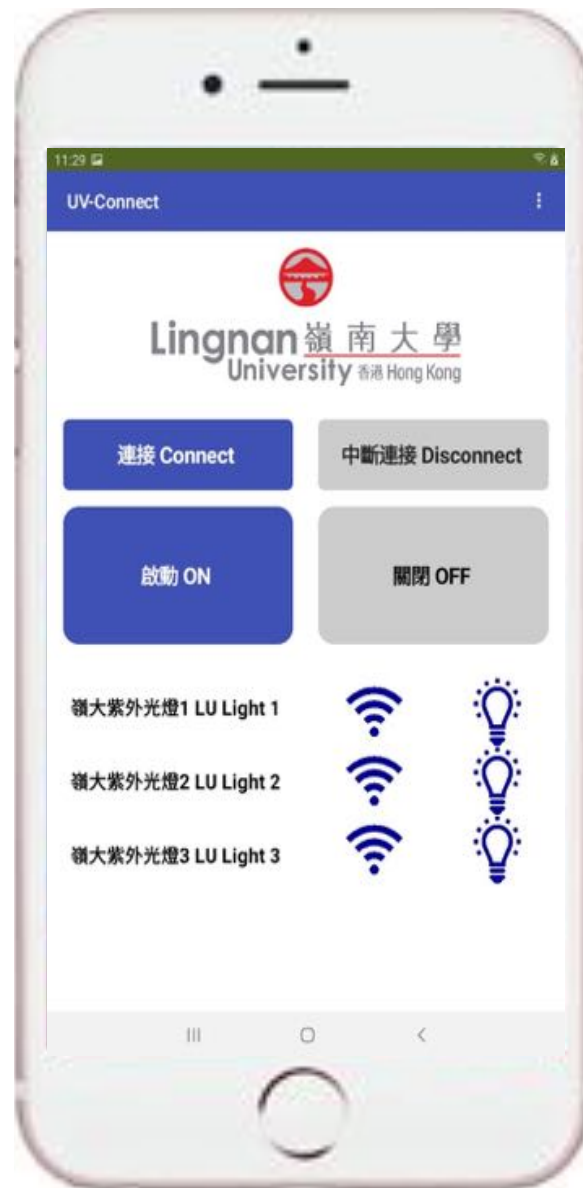 11:29
UV-Connect
Lingnan 嶺南大學
University 香港 Hong Kong
連接 Connect
中斷連接 Disconnect
啟動 ON
關閉 OFF
嶺大紫外光燈1 LU Light 1
嶺大紫外光燈2 LU Light 2
嶺大紫外光燈3 LU Light 3